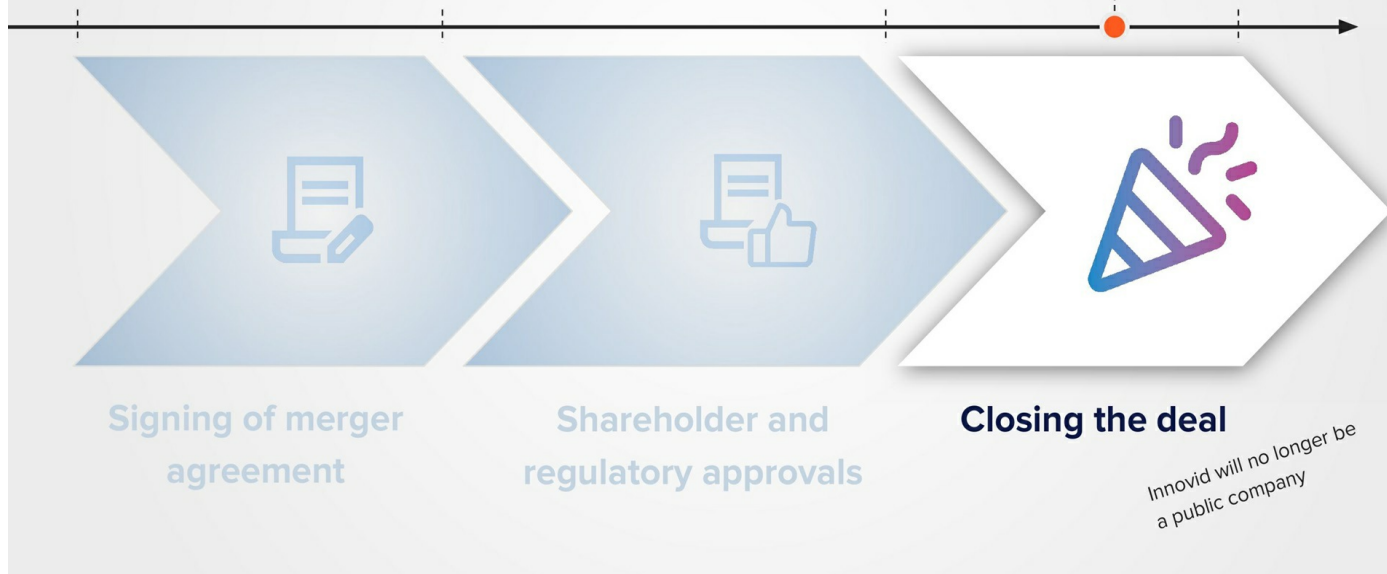 Signing of merger
agreement
Shareholder and
regulatory approvals
Closing the deal
Innovid will no longer be
a public company